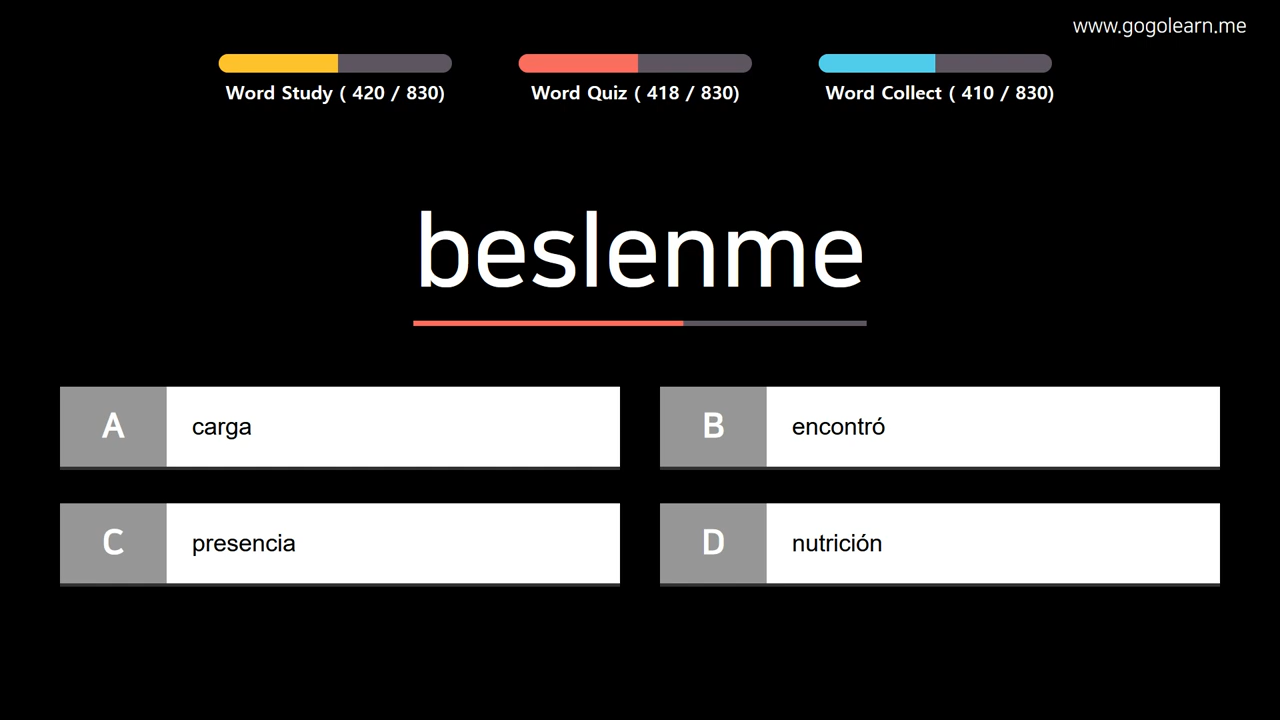 www.gogolearn.me
Word Study ( 420 / 830)
Word Quiz ( 418 / 830)
Word Collect ( 410 / 830)
beslenme
A
carga
B
encontró
C
presencia
D
nutrición